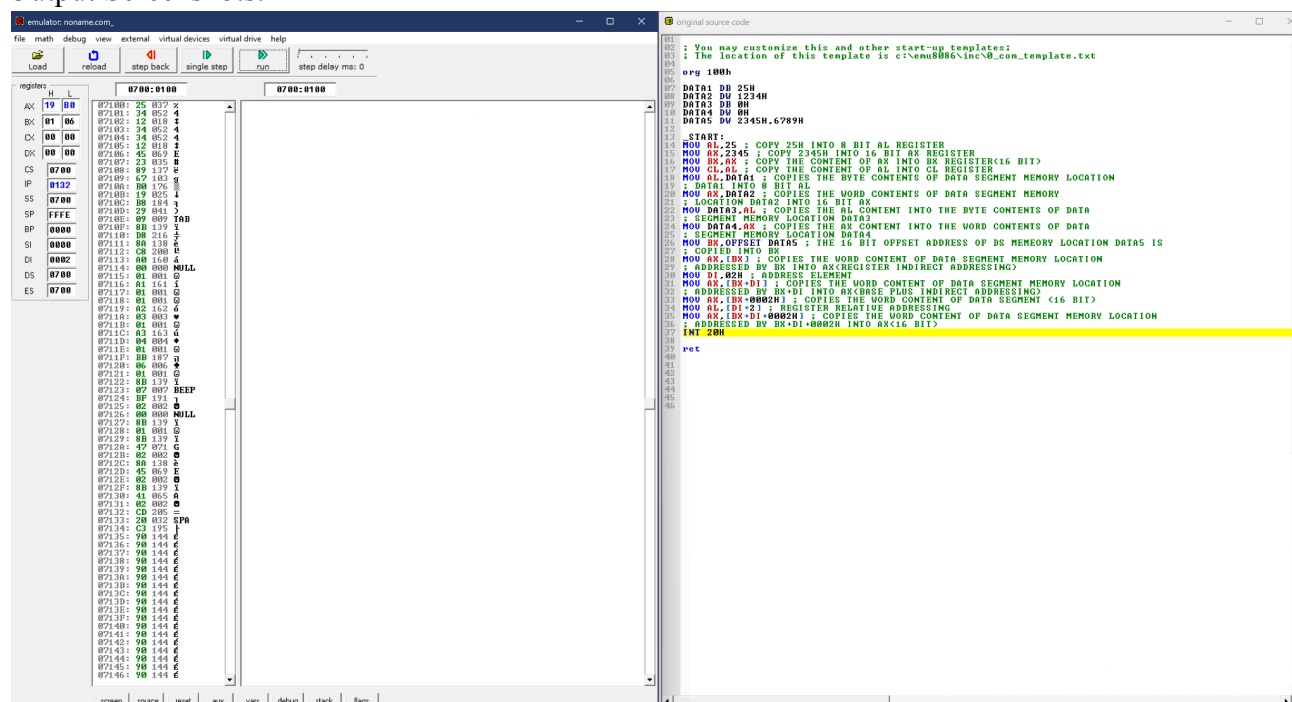 Output Screenshots:
emulator: noname.com_
file math debug view external virtual devices virtual drive help
Load reload step back single step run step delay ms: 0
registers
H L
0700:0100 0700:0100
AX 19 B0
BX 01 06
CX 00 00
DX 00 00
CS 0700
IP 0132
SS 0700
SP FFFE
BP 0000
SI 0000
DI 0002
DS 0700
ES 0700
07100: 25 037 %
07101: 34 052 4
07102: 12 018 ↕
07103: 34 052 4
07104: 34 052 4
07105: 12 018 ↕
07106: 45 069 E
07107: 23 035 #
07108: 89 137 ë
07109: 67 103 g
0710A: B0 176 ░
0710B: 19 025 ↓
0710C: B8 184 ╕
0710D: 29 041 )
0710E: 09 009 TAB
0710F: 8B 139 ï
07110: D8 216 ╪
07111: 8A 138 è
07112: C8 200 ╚
07113: A0 160 á
07114: 00 000 NULL
07115: 01 001 ☺
07116: A1 161 í
07117: 01 001 ☺
07118: 01 001 ☺
07119: A2 162 ó
0711A: 03 003 ♥
0711B: 01 001 ☺
0711C: A3 163 ú
0711D: 04 004 ♦
0711E: 01 001 ☺
0711F: BB 187 ╗
07120: 06 006 ♠
07121: 01 001 ☺
07122: 8B 139 ï
07123: 07 007 BEEP
07124: BF 191 ┐
07125: 02 002 ☻
07126: 00 000 NULL
07127: 8B 139 ï
07128: 01 001 ☺
07129: 8B 139 ï
0712A: 47 071 G
0712B: 02 002 ☻
0712C: 8A 138 è
0712D: 45 069 E
0712E: 02 002 ☻
0712F: 8B 139 ï
07130: 41 065 A
07131: 02 002 ☻
07132: CD 205 ═
07133: 20 032 SPA
07134: C3 195 ├
07135: 90 144 É
07136: 90 144 É
07137: 90 144 É
07138: 90 144 É
07139: 90 144 É
0713A: 90 144 É
0713B: 90 144 É
0713C: 90 144 É
0713D: 90 144 É
0713E: 90 144 É
0713F: 90 144 É
07140: 90 144 É
07141: 90 144 É
07142: 90 144 É
07143: 90 144 É
07144: 90 144 É
07145: 90 144 É
07146: 90 144 É
screen source reset aux vars debug stack flags
original source code
01
02 ; You may customize this and other start-up templates;
03 ; The location of this template is c:\emu8086\inc\0_com_template.txt
04
05 org 100h
06
07 DATA1 DB 25H
08 DATA2 DW 1234H
09 DATA3 DB 0H
10 DATA4 DW 0H
11 DATA5 DW 2345H,6789H
12
13 _START:
14 MOV AL,25 ; COPY 25H INTO 8 BIT AL REGISTER
15 MOV AX,2345 ; COPY 2345H INTO 16 BIT AX REGISTER
16 MOV BX,AX ; COPY THE CONTENT OF AX INTO BX REGISTER(16 BIT)
17 MOV CL,AL ; COPY THE CONTENT OF AL INTO CL REGISTER
18 MOV AL,DATA1 ; COPIES THE BYTE CONTENTS OF DATA SEGMENT MEMORY LOCATION
19 ; DATA1 INTO 8 BIT AL
20 MOV AX,DATA2 ; COPIES THE WORD CONTENTS OF DATA SEGMENT MEMORY
21 ; LOCATION DATA2 INTO 16 BIT AX
22 MOV DATA3,AL ; COPIES THE AL CONTENT INTO THE BYTE CONTENTS OF DATA
23 ; SEGMENT MEMORY LOCATION DATA3
24 MOV DATA4,AX ; COPIES THE AX CONTENT INTO THE WORD CONTENTS OF DATA
25 ; SEGMENT MEMORY LOCATION DATA4
26 MOV BX,OFFSET DATA5 ; THE 16 BIT OFFSET ADDRESS OF DS MEMEORY LOCATION DATA5 IS
27 ; COPIED INTO BX
28 MOV AX,[BX] ; COPIES THE WORD CONTENT OF DATA SEGMENT MEMORY LOCATION
29 ; ADDRESSED BY BX INTO AX(REGISTER INDIRECT ADDRESSING)
30 MOV DI,02H ; ADDRESS ELEMENT
31 MOV AX,[BX+DI] ; COPIES THE WORD CONTENT OF DATA SEGMENT MEMORY LOCATION
32 ; ADDRESSED BY BX+DI INTO AX(BASE PLUS INDIRECT ADDRESSING)
33 MOV AX,[BX+0002H] ; COPIES THE WORD CONTENT OF DATA SEGMENT (16 BIT)
34 MOV AL,[DI+2] ; REGISTER RELATIVE ADDRESSING
35 MOV AX,[BX+DI+0002H] ; COPIES THE WORD CONTENT OF DATA SEGMENT MEMORY LOCATION
36 ; ADDRESSED BY BX+DI+0002H INTO AX(16 BIT)
37 INT 20H
38
39 ret
40
41
42
43
44
45
46